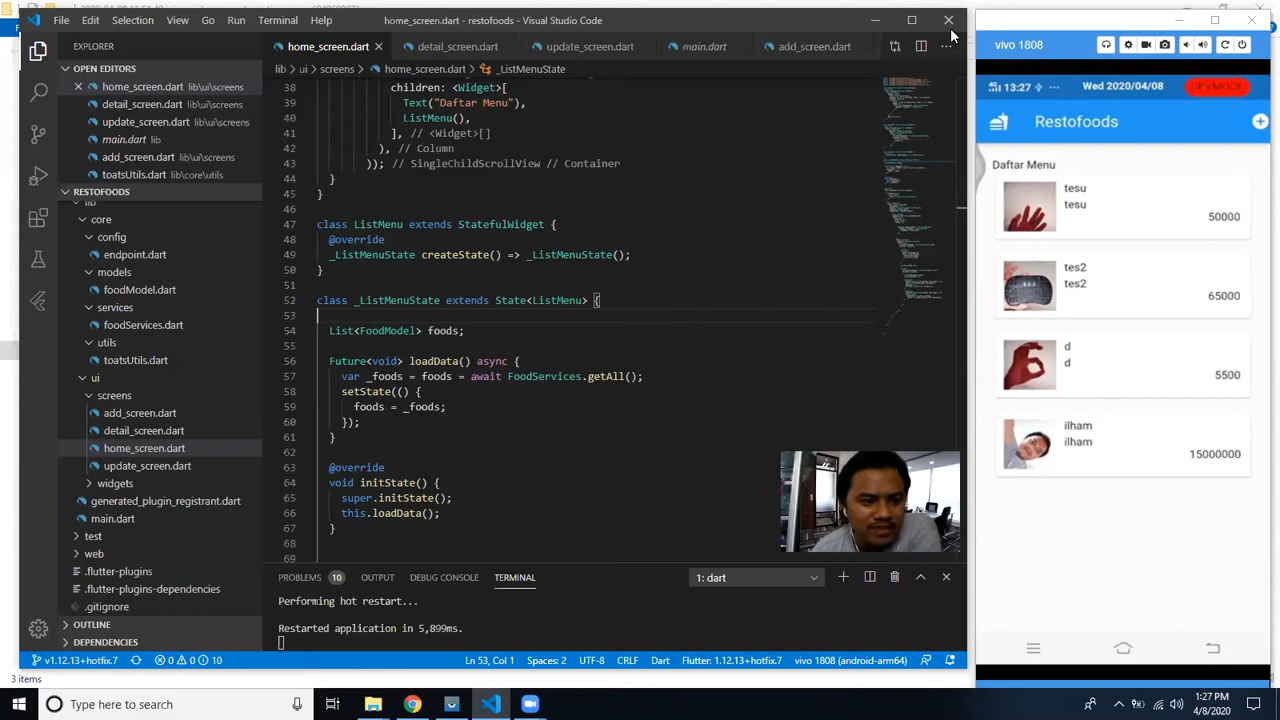 File Edit Selection View Go Run Terminal Help home_screen.dart - restofoods - Visual Studio Code
EXPLORER
OPEN EDITORS
home_screen.dart lib\ui\screens
detail_screen.dart lib\ui\screens
update_screen.dart lib\ui\screens
main.dart lib
add_screen.dart lib\ui\screens
toatsUtils.dart lib\core\utils
RESTOFOODS
lib
core
config
models
foodModel.dart
services
foodServices.dart
utils
toatsUtils.dart
ui
screens
add_screen.dart
detail_screen.dart
home_screen.dart
update_screen.dart
widgets
generated_plugin_registrant.dart
main.dart
test
web
.flutter-plugins
.flutter-plugins-dependencies
.gitignore
OUTLINE
DEPENDENCIES
home_screen.dart update_screen.dart main.dart add_screen.dart
lib > ui > screens > home_screen.dart > _ListMenuState
38 children: <Widget>[
39 Text("Daftar Menu"),
40 ListMenu(),
41 ], // <Widget>[]
42 // Column
43
45 }
46
47 class ListMenu extends StatefulWidget {
48 @override
49 _ListMenuState
_ListMenuState();
50 }
51
52 class _ListMenuState extends State<ListMenu> {
53
54 List<FoodModel> foods;
55
56 Future<void> loadData() async {
57 var _foods = foods = await FoodServices.getAll();
58 setState(() {
59 foods = _foods;
60 });
61 }
62
63 @override
64 void initState() {
65 super.initState();
66 this.loadData();
67 }
68
69
PROBLEMS 10 OUTPUT DEBUG CONSOLE TERMINAL 1: dart
Performing hot restart...
Restarted application in 5,899ms.
v1.12.13+hotfix.7 0 0 10 Ln 53, Col 1 Spaces: 2 UTF-8 CRLF Dart Flutter: 1.12.13+hotfix.7 vivo 1808 (android-arm64)
3 items
Type here to search
1:27 PM
4/8/2020
vivo 1808
13:27 Wed 2020/04/08 DEV MODE
Restofoods
Daftar Menu
tesu
tesu
50000
tes2
tes2
65000
d
d
5500
ilham
ilham
15000000